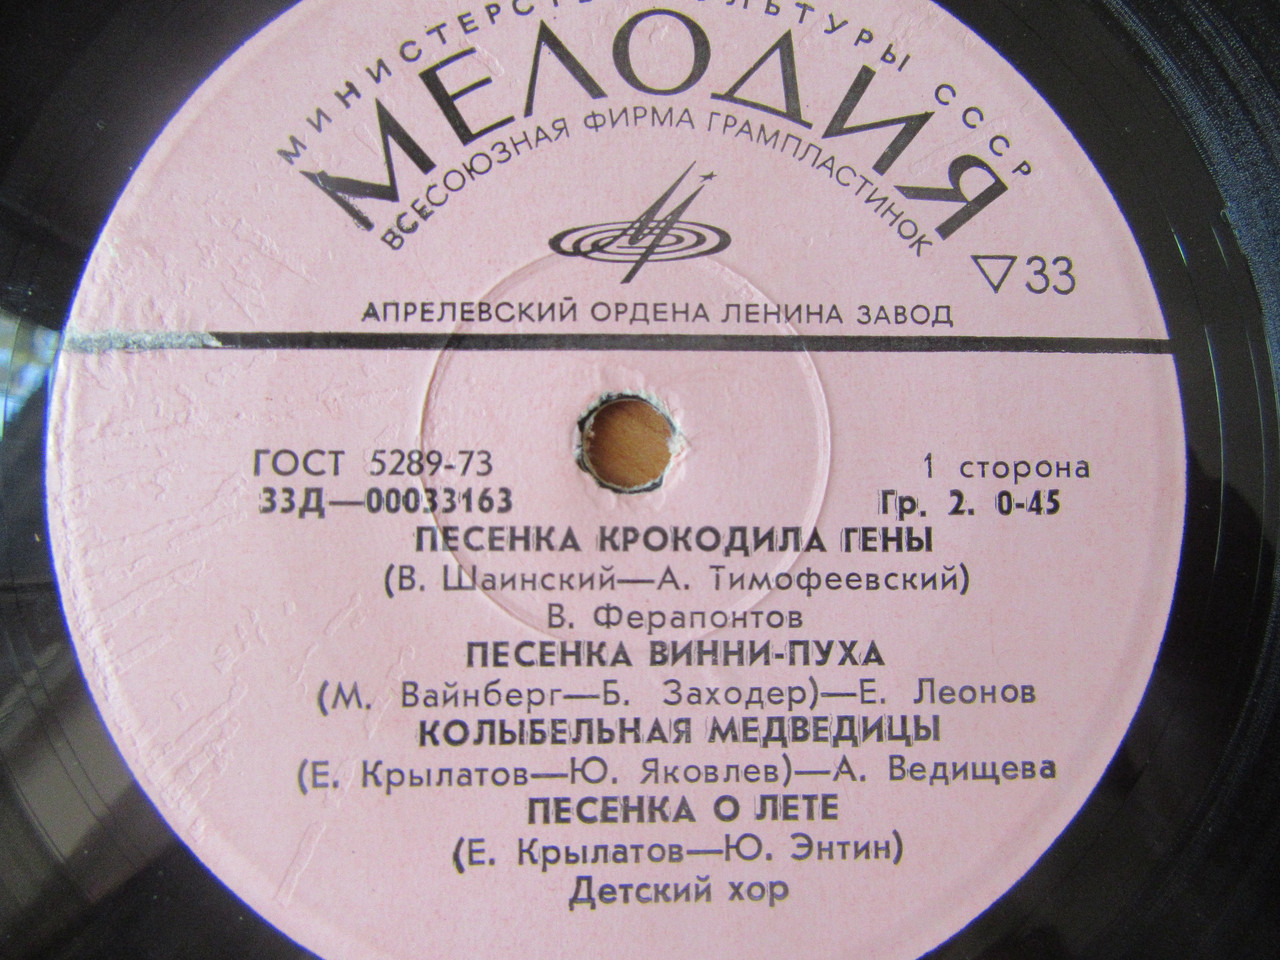 МИНИСТЕРСТВО КУЛЬТУРЫ СССР
МЕЛОДИЯ
ВСЕСОЮЗНАЯ ФИРМА ГРАМПЛАСТИНОК
▽33
АПРЕЛЕВСКИЙ ОРДЕНА ЛЕНИНА ЗАВОД
ГОСТ 5289-73 1 сторона
33Д—00033163 Гр. 2. 0-45
ПЕСЕНКА КРОКОДИЛА ГЕНЫ
(В. Шаинский—А. Тимофеевский)
В. Ферапонтов
ПЕСЕНКА ВИННИ-ПУХА
(М. Вайнберг—Б. Заходер)—Е. Леонов
КОЛЫБЕЛЬНАЯ МЕДВЕДИЦЫ
(Е. Крылатов—Ю. Яковлев)—А. Ведищева
ПЕСЕНКА О ЛЕТЕ
(Е. Крылатов—Ю. Энтин)
Детский хор